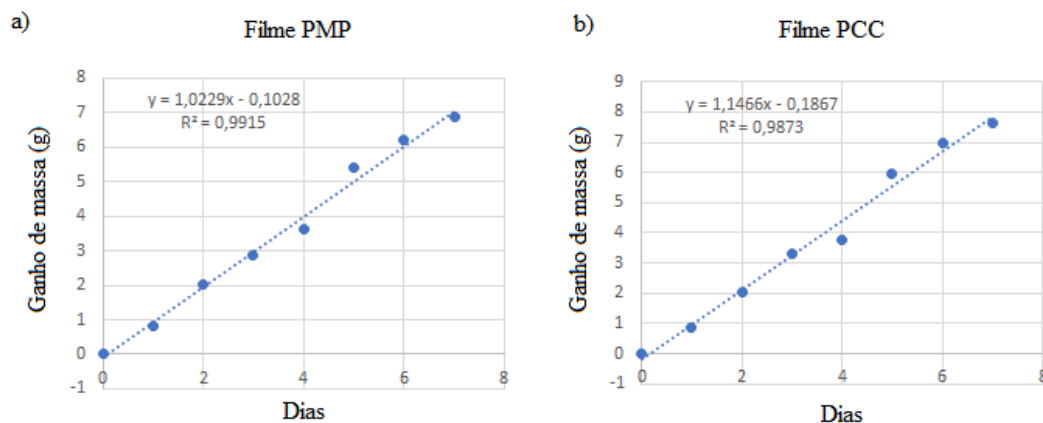 a)
Filme PMP
y = 1,0229x - 0,1028
R² = 0,9915
Ganho de massa (g)
8
7
6
5
4
3
2
1
0
-1
0 2 4 6 8
Dias
b)
Filme PCC
y = 1,1466x - 0,1867
R² = 0,9873
Ganho de massa (g)
9
8
7
6
5
4
3
2
1
0
-1
0 2 4 6 8
Dias